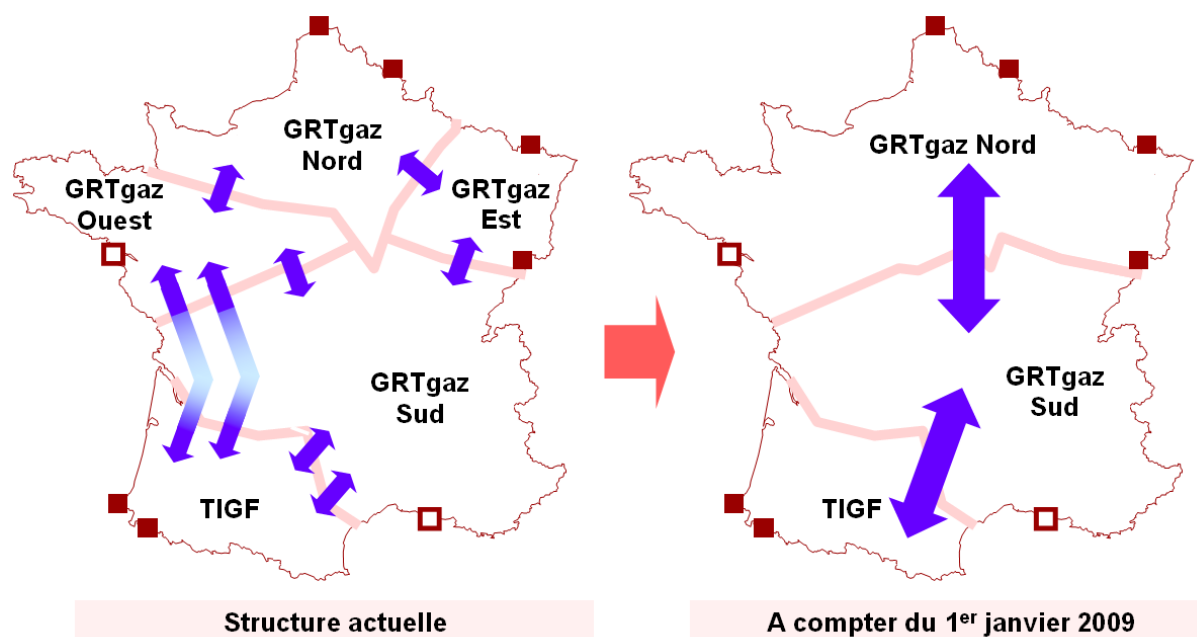 GRTgaz
Nord
GRTgaz
Ouest
GRTgaz
Est
GRTgaz
Sud
TIGF
Structure actuelle
GRTgaz Nord
GRTgaz
Sud
TIGF
A compter du 1er janvier 2009